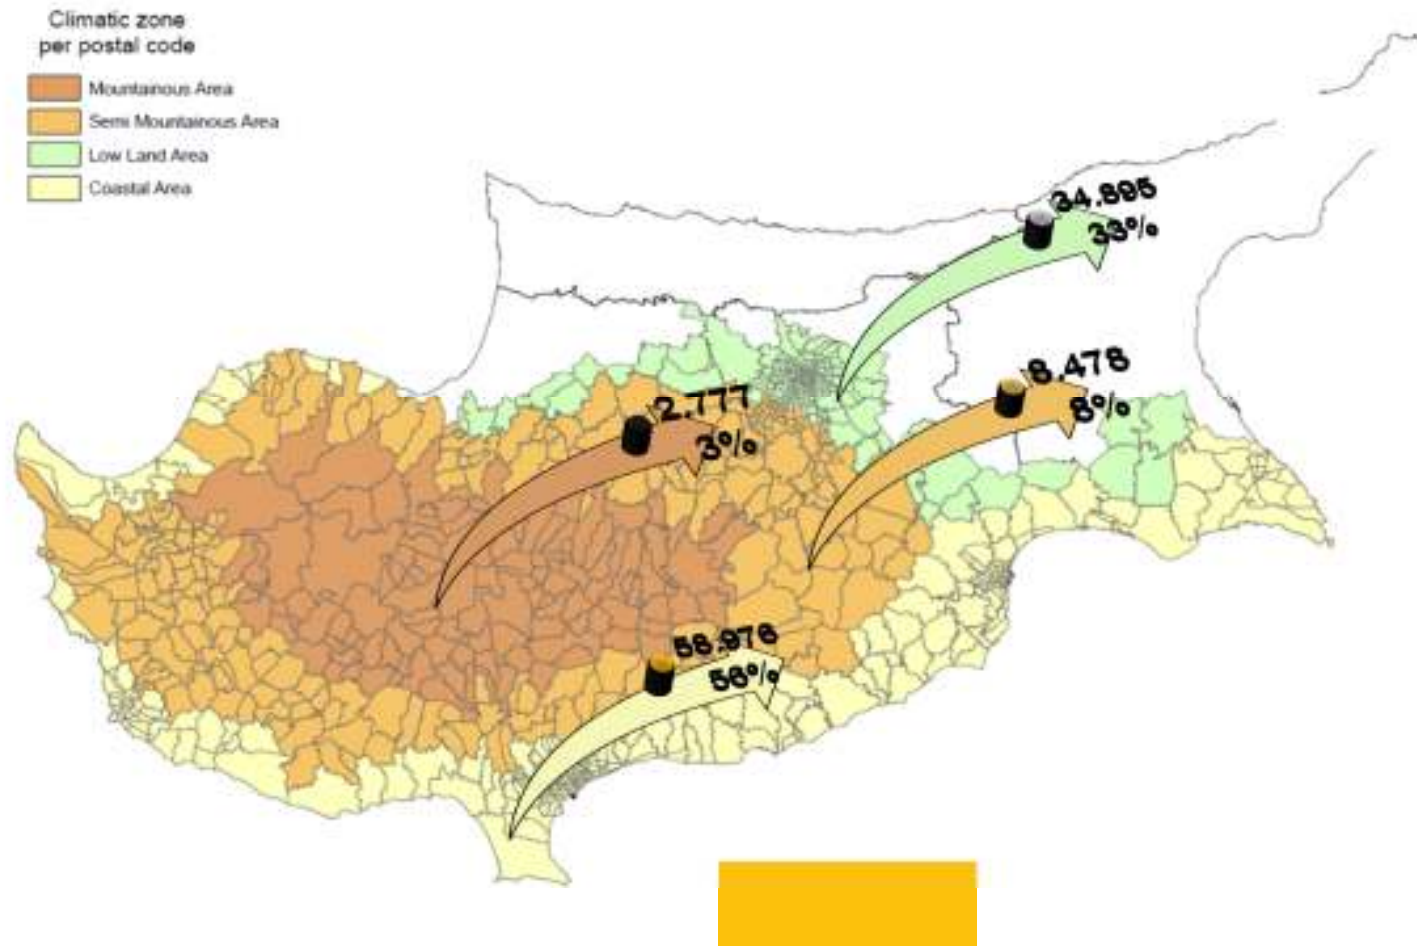 Climatic zone
per postal code
Mountainous Area
Semi Mountainous Area
Low Land Area
Coastal Area
34.895
33%
8.478
8%
2.777
3%
58.976
56%